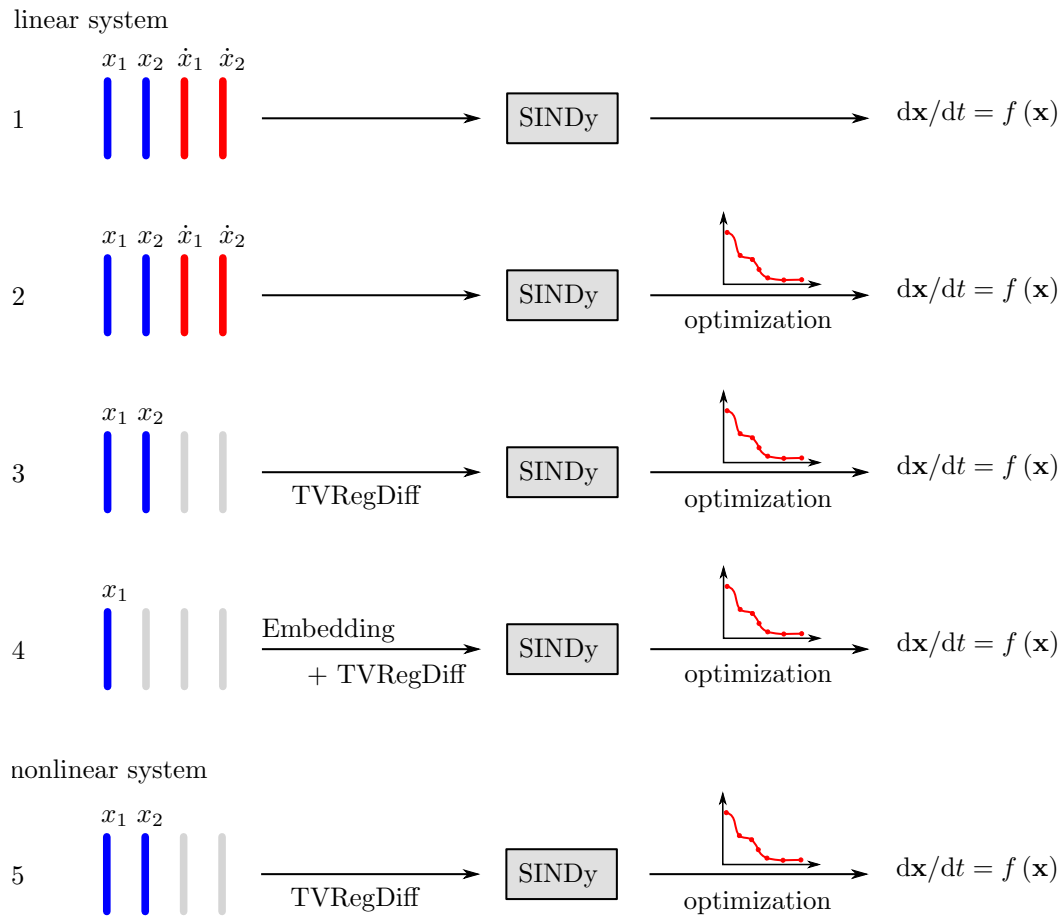 linear system
x₁ x₂ ẋ₁ ẋ₂
1 SINDy dx/dt = f (x)
x₁ x₂ ẋ₁ ẋ₂
2 SINDy optimization dx/dt = f (x)
x₁ x₂
3 TVRegDiff SINDy optimization dx/dt = f (x)
x₁
4 Embedding + TVRegDiff SINDy optimization dx/dt = f (x)
nonlinear system
x₁ x₂
5 TVRegDiff SINDy optimization dx/dt = f (x)